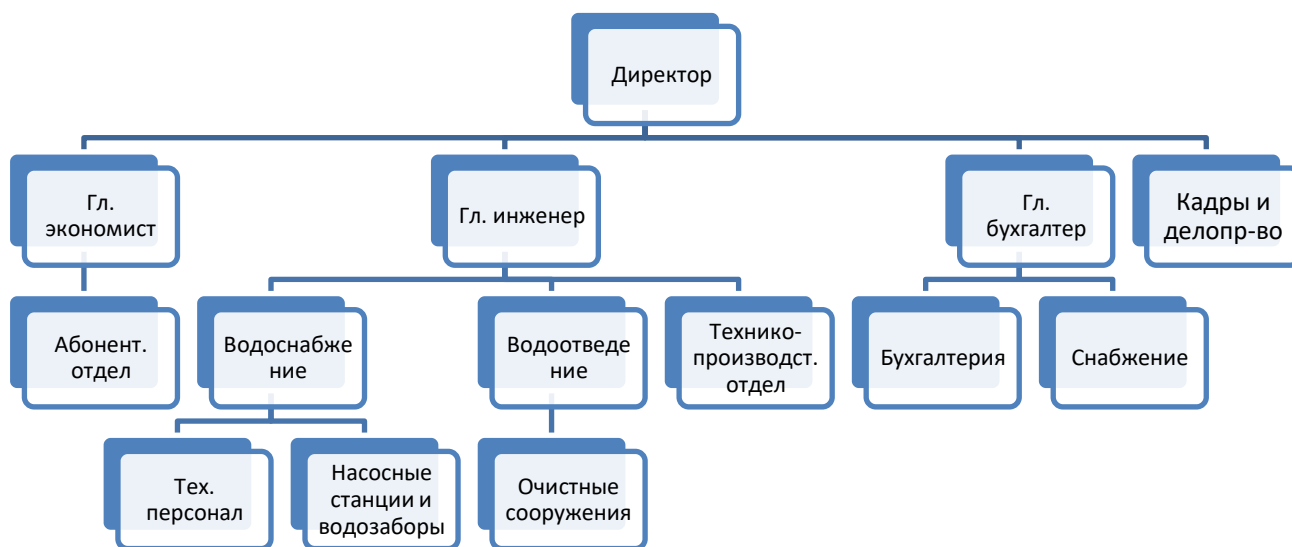 Директор
Гл.
экономист
Гл. инженер
Гл.
бухгалтер
Кадры и
делопр-во
Абонент.
отдел
Водоснабже
ние
Водоотведе
ние
Технико-
производст.
отдел
Бухгалтерия
Снабжение
Тех.
персонал
Насосные
станции и
водозаборы
Очистные
сооружения